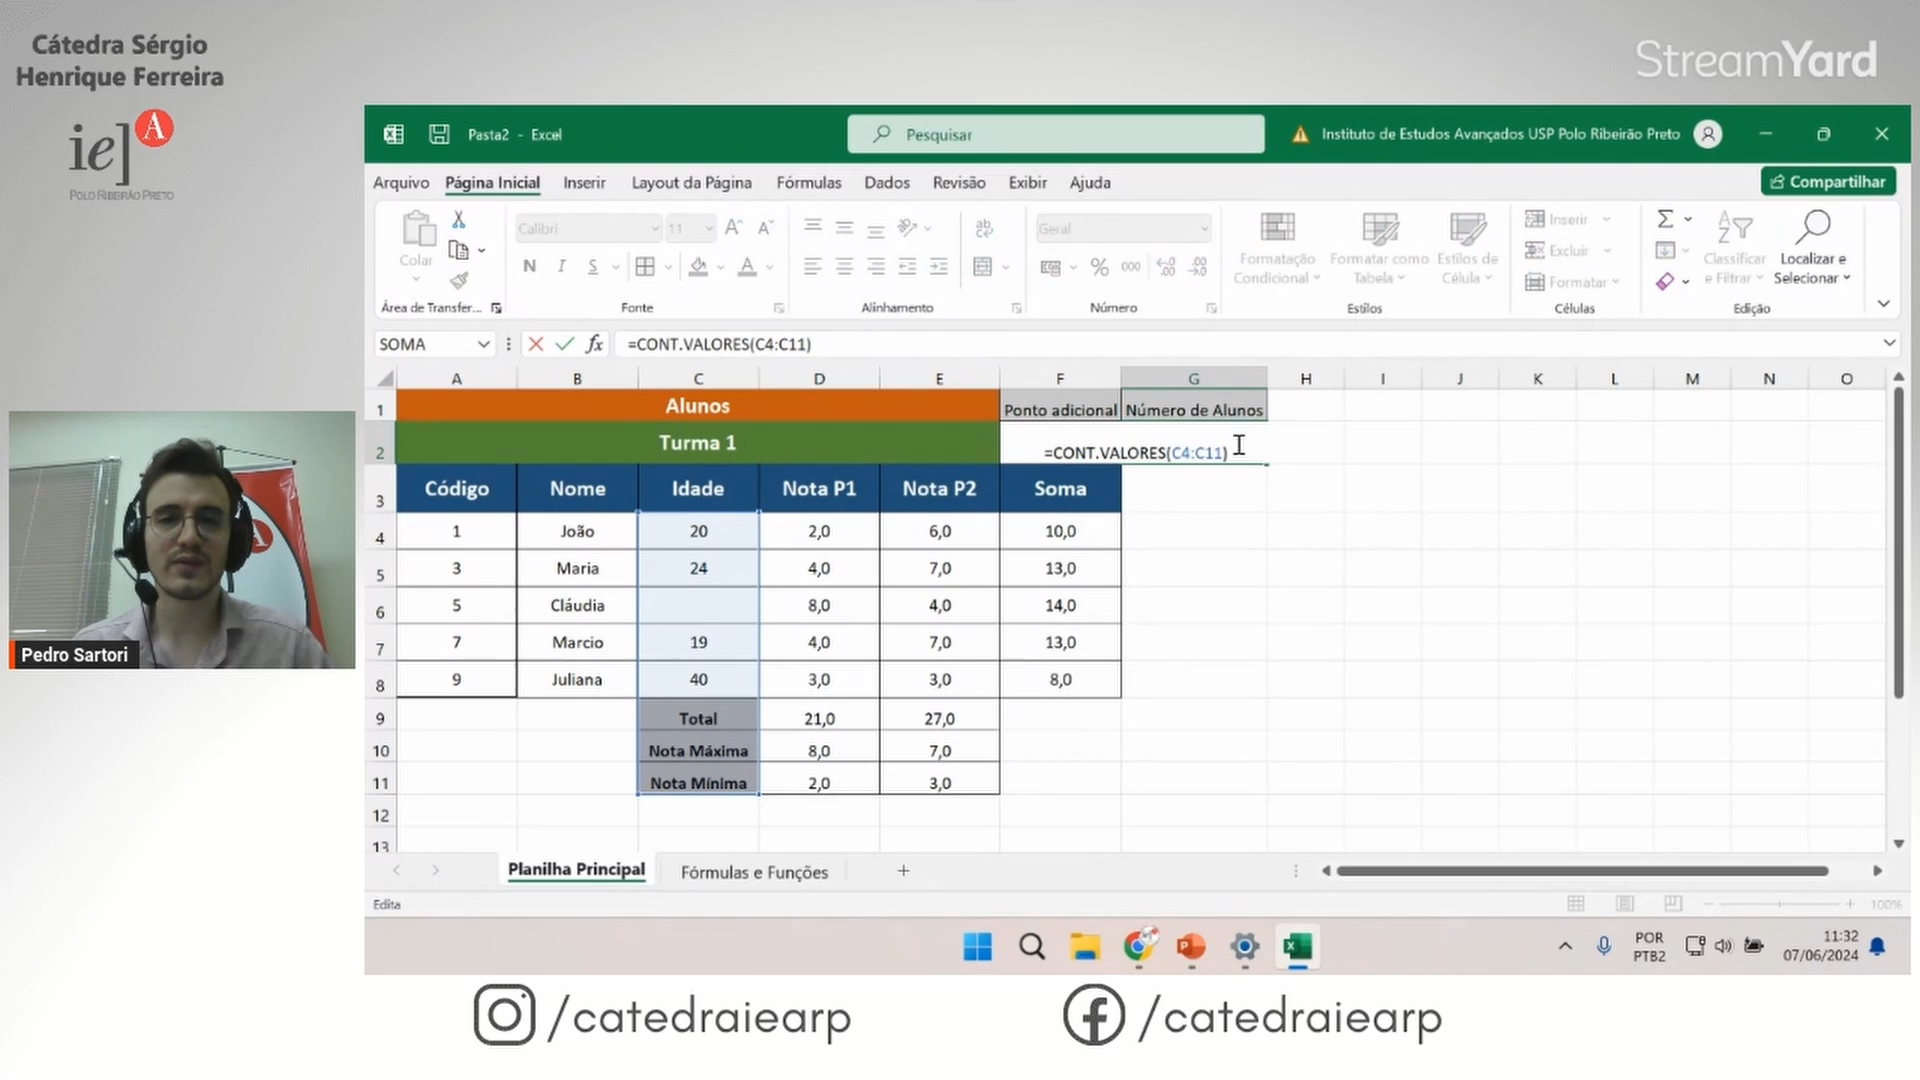 Cátedra Sérgio
Henrique Ferreira
iea
POLO RIBEIRÃO PRETO
StreamYard
Pasta2 - Excel
Pesquisar
Instituto de Estudos Avançados USP Polo Ribeirão Preto
Arquivo Página Inicial Inserir Layout da Página Fórmulas Dados Revisão Exibir Ajuda
Compartilhar
Colar
Área de Transfer...
Calibri 11
N I S
Fonte
Alinhamento
Geral
% 000
Número
Formatação Condicional
Formatar como Tabela
Estilos de Célula
Estilos
Inserir
Excluir
Formatar
Células
Classificar e Filtrar
Localizar e Selecionar
Edição
SOMA fx =CONT.VALORES(C4:C11)
A B C D E F G H I J K L M N O
1 Alunos Ponto adicional Número de Alunos
2 Turma 1 =CONT.VALORES(C4:C11)
3 Código Nome Idade Nota P1 Nota P2 Soma
4 1 João 20 2,0 6,0 10,0
5 3 Maria 24 4,0 7,0 13,0
6 5 Cláudia 8,0 4,0 14,0
7 7 Marcio 19 4,0 7,0 13,0
8 9 Juliana 40 3,0 3,0 8,0
9 Total 21,0 27,0
10 Nota Máxima 8,0 7,0
11 Nota Mínima 2,0 3,0
12
13
Planilha Principal Fórmulas e Funções +
Edita
100%
POR
PTB2
11:32
07/06/2024
Pedro Sartori
/catedraiearp
/catedraiearp